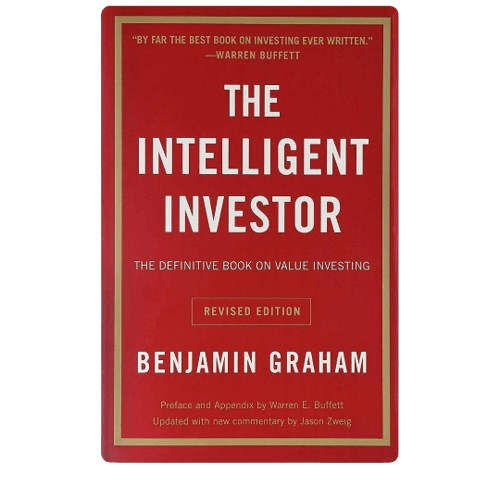 “BY FAR THE BEST BOOK ON INVESTING EVER WRITTEN.”
—WARREN BUFFETT
THE
INTELLIGENT
INVESTOR
THE DEFINITIVE BOOK ON VALUE INVESTING
REVISED EDITION
BENJAMIN GRAHAM
Preface and Appendix by Warren E. Buffett
Updated with new commentary by Jason Zweig